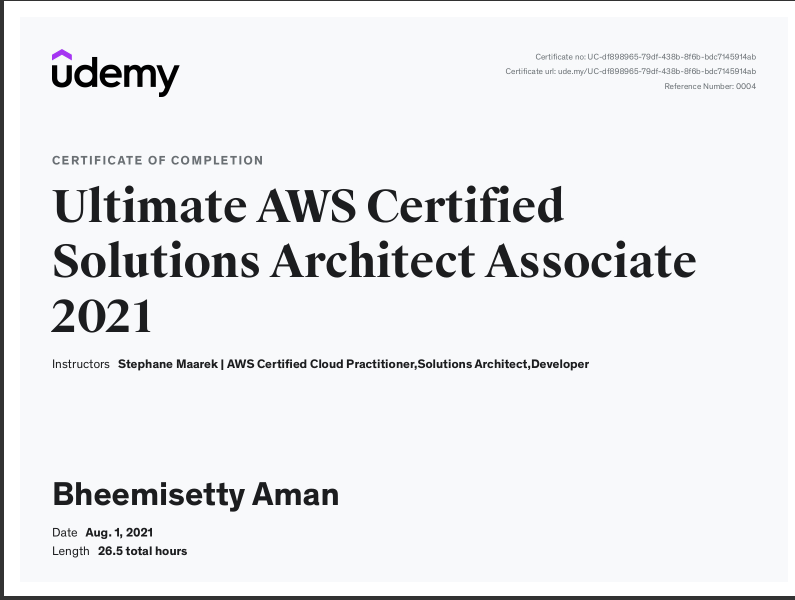 udemy
Certificate no: UC-df898965-79df-438b-8f6b-bdc7145914ab
Certificate url: ude.my/UC-df898965-79df-438b-8f6b-bdc7145914ab
Reference Number: 0004
CERTIFICATE OF COMPLETION
Ultimate AWS Certified
Solutions Architect Associate
2021
Instructors Stephane Maarek | AWS Certified Cloud Practitioner,Solutions Architect,Developer
Bheemisetty Aman
Date Aug. 1, 2021
Length 26.5 total hours